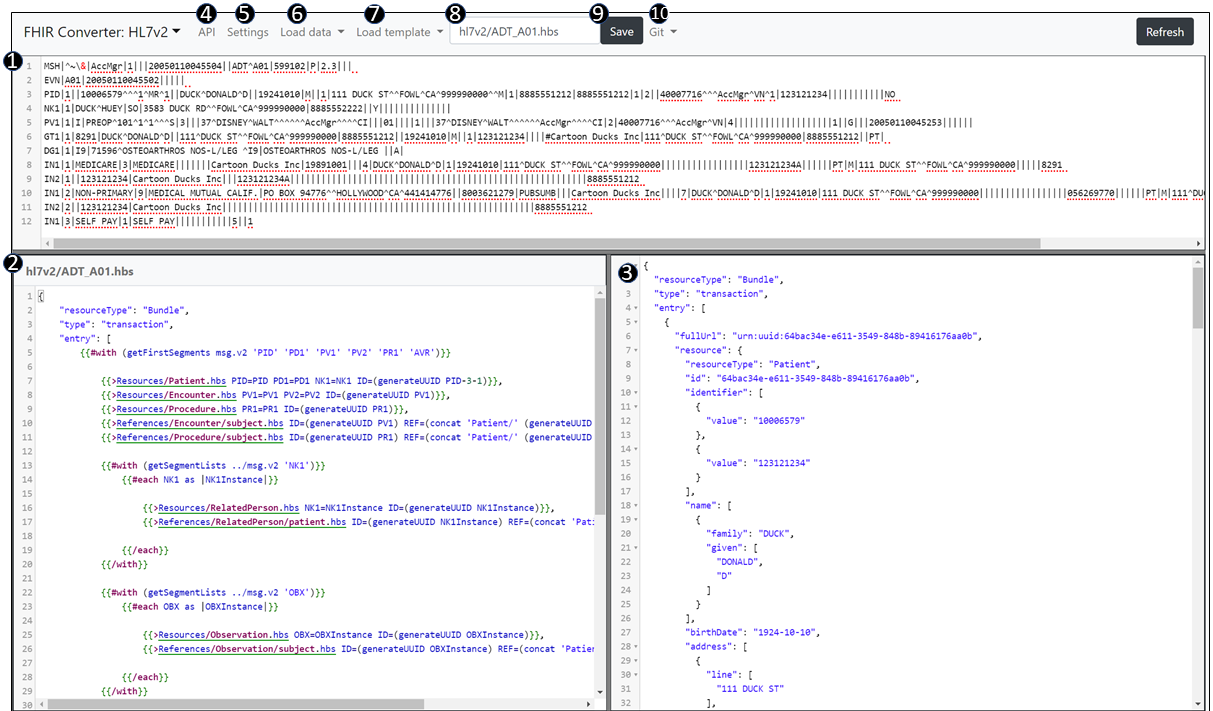 4 5 6 7 8 9 10
FHIR Converter: HL7v2 API Settings Load data Load template hl7v2/ADT_A01.hbs Save Git Refresh
1
1 MSH|^~\&|AccMgr|1|||20050110045504||ADT^A01|599102|P|2.3|||
2 EVN|A01|20050110045502|||||
3 PID|1||10006579^^^1^MR^1||DUCK^DONALD^D||19241010|M||1|111 DUCK ST^^FOWL^CA^999990000^^M|1|8885551212|8885551212|1|2||40007716^^^AccMgr^VN^1|123121234|||||||||||NO
4 NK1|1|DUCK^HUEY|SO|3583 DUCK RD^^FOWL^CA^999990000|8885552222||Y||||||||||||||
5 PV1|1|I|PREOP^101^1^1^^^S|3|||37^DISNEY^WALT^^^^^^AccMgr^^^^CI|||01||||1|||37^DISNEY^WALT^^^^^^AccMgr^^^^CI|2|40007716^^^AccMgr^VN|4|||||||||||||||||||1||G|||20050110045253||||||
6 GT1|1|8291|DUCK^DONALD^D||111^DUCK ST^^FOWL^CA^999990000|8885551212||19241010|M||1|123121234||||#Cartoon Ducks Inc|111^DUCK ST^^FOWL^CA^999990000|8885551212||PT|
7 DG1|1|I9|71596^OSTEOARTHROS NOS-L/LEG ^I9|OSTEOARTHROS NOS-L/LEG ||A|
8 IN1|1|MEDICARE|3|MEDICARE|||||||Cartoon Ducks Inc|19891001|||4|DUCK^DONALD^D|1|19241010|111^DUCK ST^^FOWL^CA^999990000|||||||||||||||||123121234A||||||PT|M|111 DUCK ST^^FOWL^CA^999990000|||||8291
9 IN2|1||123121234|Cartoon Ducks Inc|||123121234A||||||||||||||||||||||||||||||||||||||||||||||||||||||||||8885551212
10 IN1|2|NON-PRIMARY|9|MEDICAL MUTUAL CALIF.|PO BOX 94776^^HOLLYWOOD^CA^441414776||8003621279|PUBSUMB|||Cartoon Ducks Inc||||7|DUCK^DONALD^D|1|19241010|111 DUCK ST^^FOWL^CA^999990000|||||||||||||||||056269770||||||PT|M|111^DU
11 IN2|2||123121234|Cartoon Ducks Inc||||||||||||||||||||||||||||||||||||||||||||||||||||||||||||||||8885551212
12 IN1|3|SELF PAY|1|SELF PAY|||||||||||5||1
2
hl7v2/ADT_A01.hbs
1 {
2 "resourceType": "Bundle",
3 "type": "transaction",
4 "entry": [
5 {{#with (getFirstSegments msg.v2 'PID' 'PD1' 'PV1' 'PV2' 'PR1' 'AVR')}}
6
7 {{>Resources/Patient.hbs PID=PID PD1=PD1 NK1=NK1 ID=(generateUUID PID-3-1)}},
8 {{>Resources/Encounter.hbs PV1=PV1 PV2=PV2 ID=(generateUUID PV1)}},
9 {{>Resources/Procedure.hbs PR1=PR1 ID=(generateUUID PR1)}},
10 {{>References/Encounter/subject.hbs ID=(generateUUID PV1) REF=(concat 'Patient/' (generateUUID
11 {{>References/Procedure/subject.hbs ID=(generateUUID PR1) REF=(concat 'Patient/' (generateUUID
12
13 {{#with (getSegmentLists ../msg.v2 'NK1')}}
14 {{#each NK1 as |NK1Instance|}}
15
16 {{>Resources/RelatedPerson.hbs NK1=NK1Instance ID=(generateUUID NK1Instance)}},
17 {{>References/RelatedPerson/patient.hbs ID=(generateUUID NK1Instance) REF=(concat 'Pati
18
19 {{/each}}
20 {{/with}}
21
22 {{#with (getSegmentLists ../msg.v2 'OBX')}}
23 {{#each OBX as |OBXInstance|}}
24
25 {{>Resources/Observation.hbs OBX=OBXInstance ID=(generateUUID OBXInstance)}},
26 {{>References/Observation/subject.hbs ID=(generateUUID OBXInstance) REF=(concat 'Patien
27
28 {{/each}}
29 {{/with}}
30
3
{
"resourceType": "Bundle",
3 "type": "transaction",
4 "entry": [
5 {
6 "fullUrl": "urn:uuid:64bac34e-e611-3549-848b-89416176aa0b",
7 "resource": {
8 "resourceType": "Patient",
9 "id": "64bac34e-e611-3549-848b-89416176aa0b",
10 "identifier": [
11 {
12 "value": "10006579"
13 },
14 {
15 "value": "123121234"
16 }
17 ],
18 "name": [
19 {
20 "family": "DUCK",
21 "given": [
22 "DONALD",
23 "D"
24 ]
25 }
26 ],
27 "birthDate": "1924-10-10",
28 "address": [
29 {
30 "line": [
31 "111 DUCK ST"
32 ],